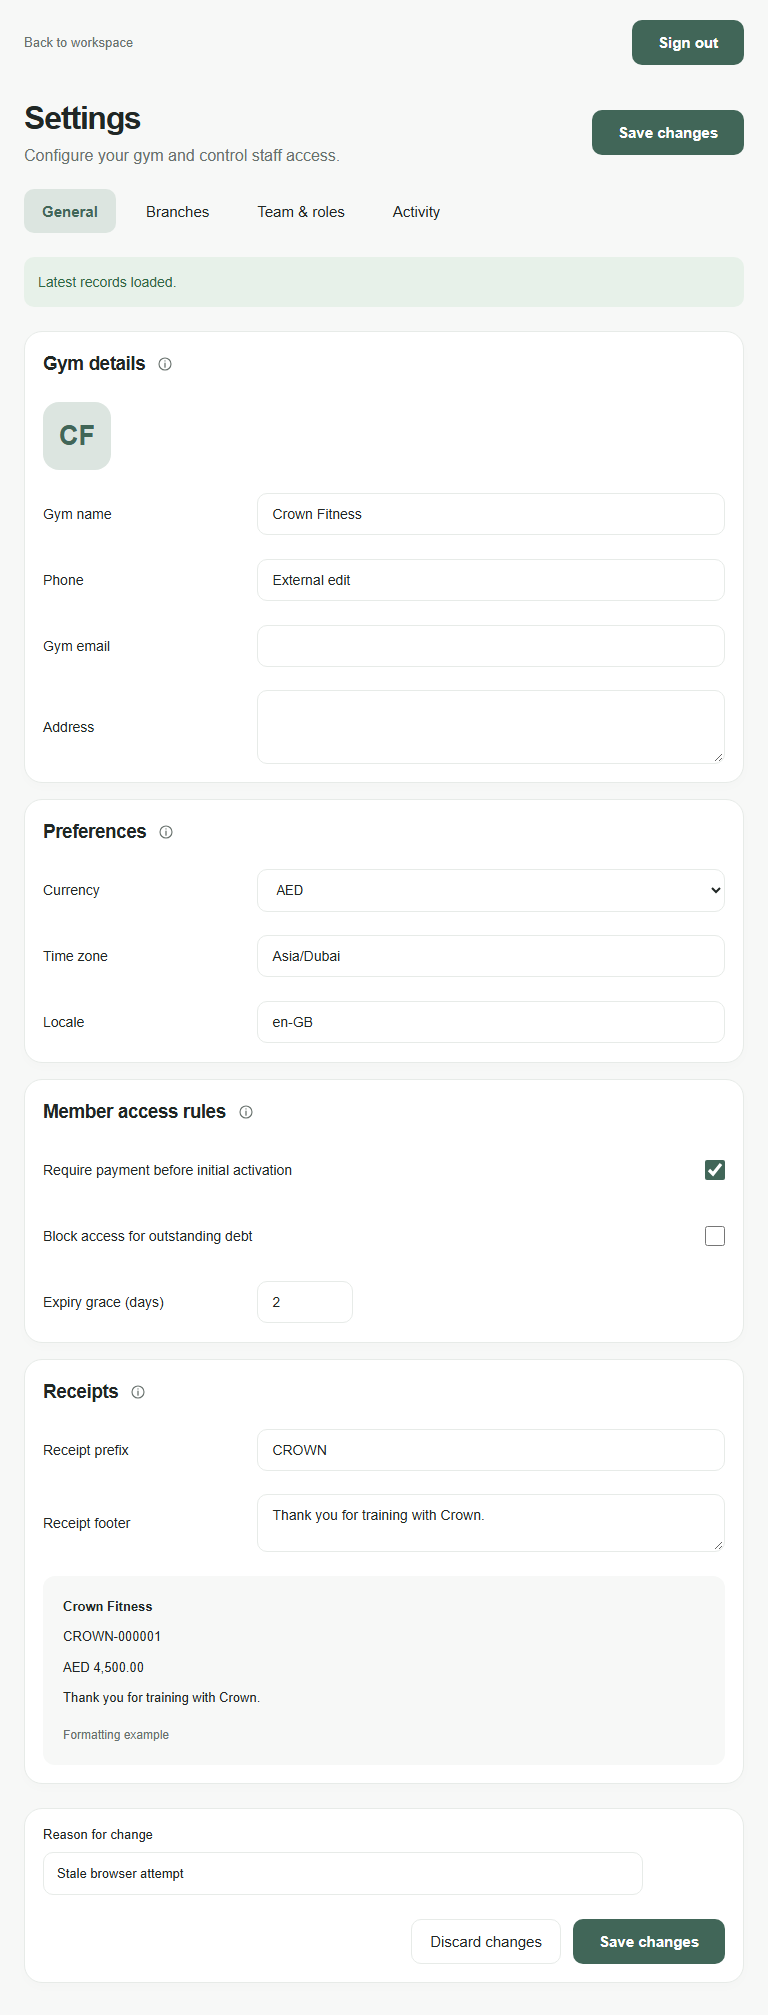 Back to workspace
Sign out
Settings
Save changes
Configure your gym and control staff access.
General
Branches
Team & roles
Activity
Latest records loaded.
Gym details
CF
Gym name
Crown Fitness
Phone
External edit
Gym email
Address
Preferences
Currency
AED
Time zone
Asia/Dubai
Locale
en-GB
Member access rules
Require payment before initial activation
Block access for outstanding debt
Expiry grace (days)
2
Receipts
Receipt prefix
CROWN
Receipt footer
Thank you for training with Crown.
Crown Fitness
CROWN-000001
AED 4,500.00
Thank you for training with Crown.
Formatting example
Reason for change
Stale browser attempt
Discard changes
Save changes